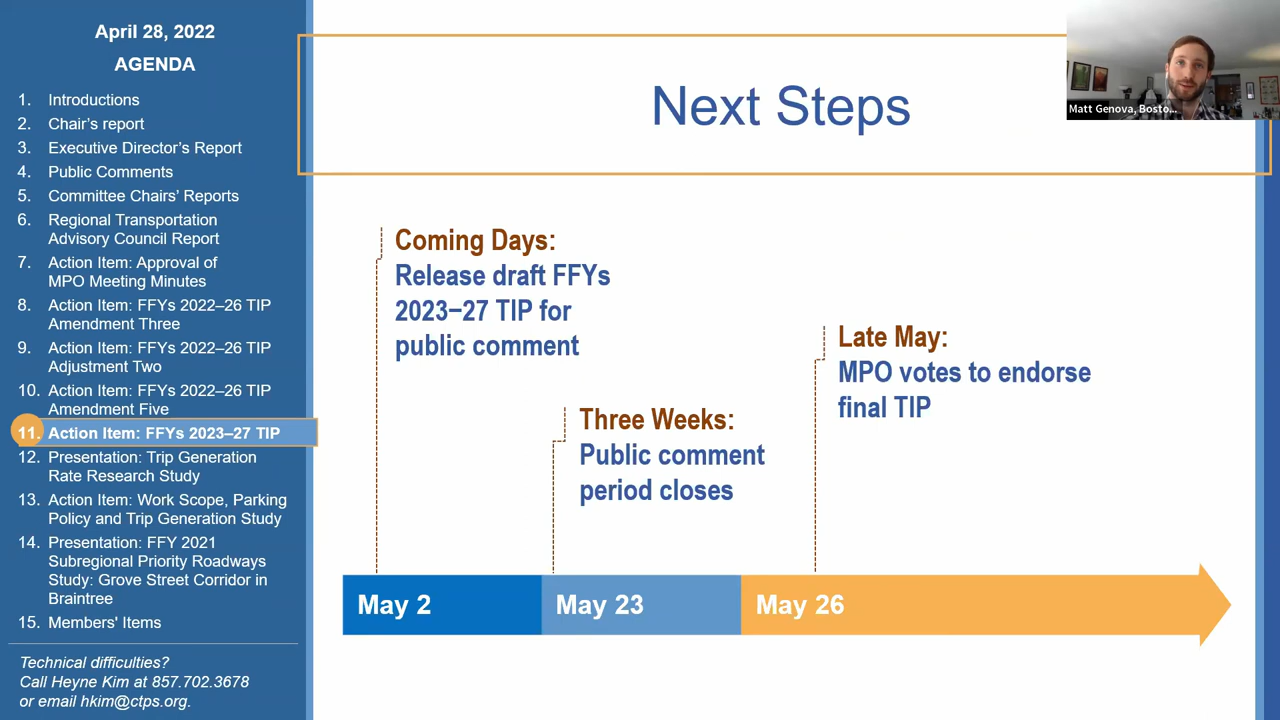 April 28, 2022
AGENDA
1. Introductions
2. Chair's report
3. Executive Director's Report
4. Public Comments
5. Committee Chairs' Reports
6. Regional Transportation
Advisory Council Report
7. Action Item: Approval of
MPO Meeting Minutes
8. Action Item: FFYs 2022–26 TIP
Amendment Three
9. Action Item: FFYs 2022–26 TIP
Adjustment Two
10. Action Item: FFYs 2022–26 TIP
Amendment Five
11. Action Item: FFYs 2023–27 TIP
12. Presentation: Trip Generation
Rate Research Study
13. Action Item: Work Scope, Parking
Policy and Trip Generation Study
14. Presentation: FFY 2021
Subregional Priority Roadways
Study: Grove Street Corridor in
Braintree
15. Members' Items
Technical difficulties?
Call Heyne Kim at 857.702.3678
or email hkim@ctps.org.
Next Steps
Matt Genova, Bosto...
Coming Days:
Release draft FFYs
2023–27 TIP for
public comment
Three Weeks:
Public comment
period closes
Late May:
MPO votes to endorse
final TIP
May 2
May 23
May 26